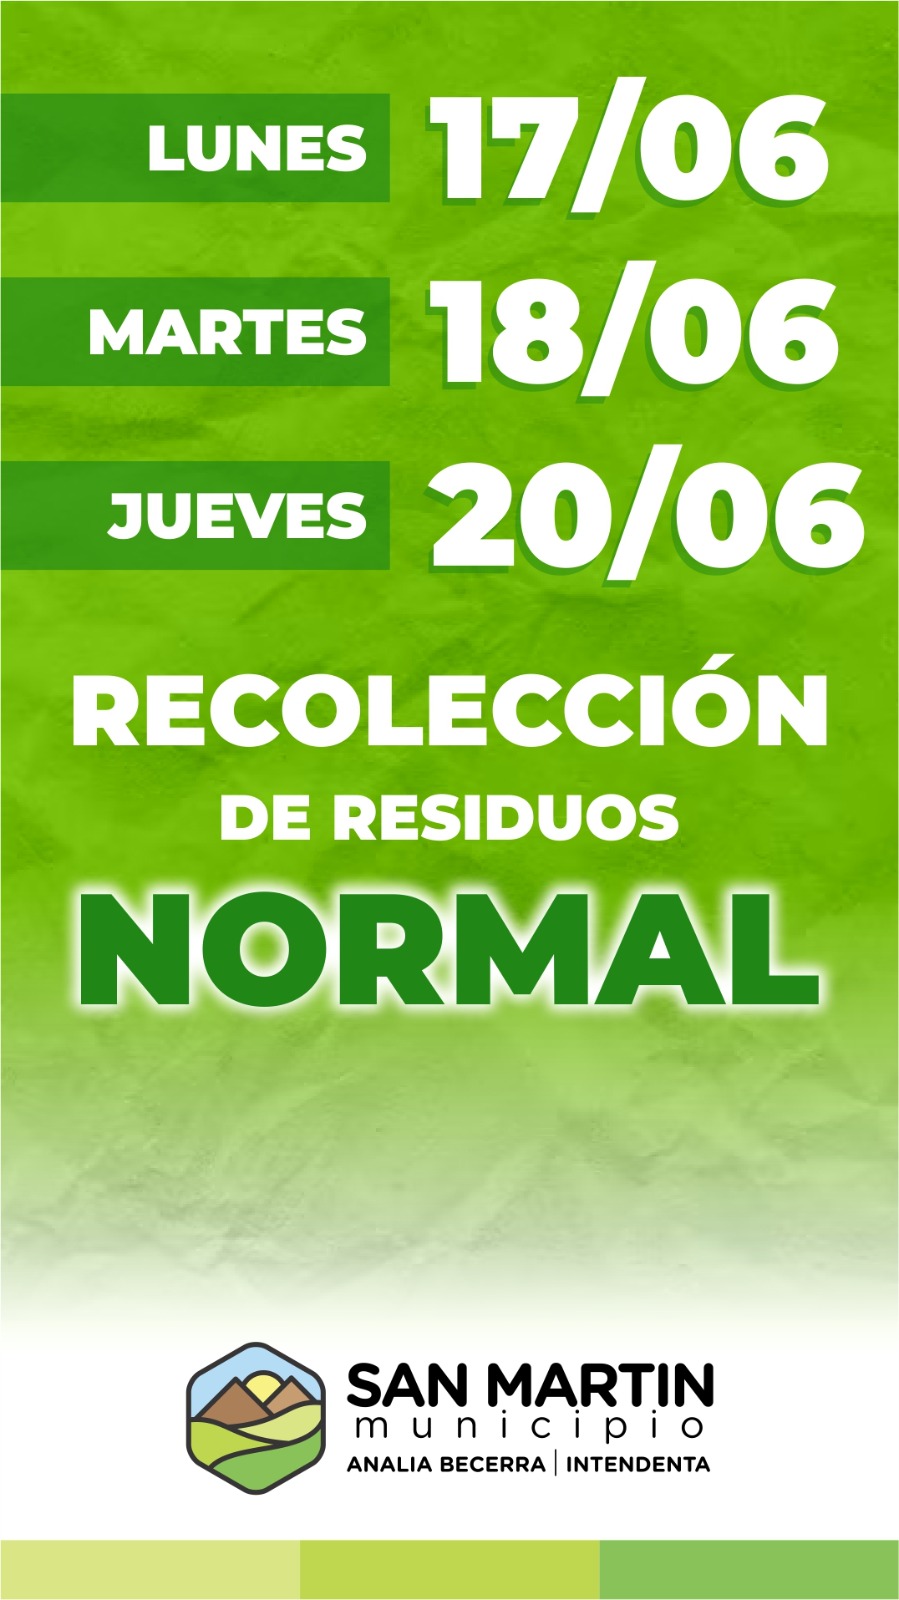 LUNES 17/06
MARTES 18/06
JUEVES 20/06
RECOLECCIÓN
DE RESIDUOS
NORMAL
SAN MARTIN
municipio
ANALIA BECERRA | INTENDENTA